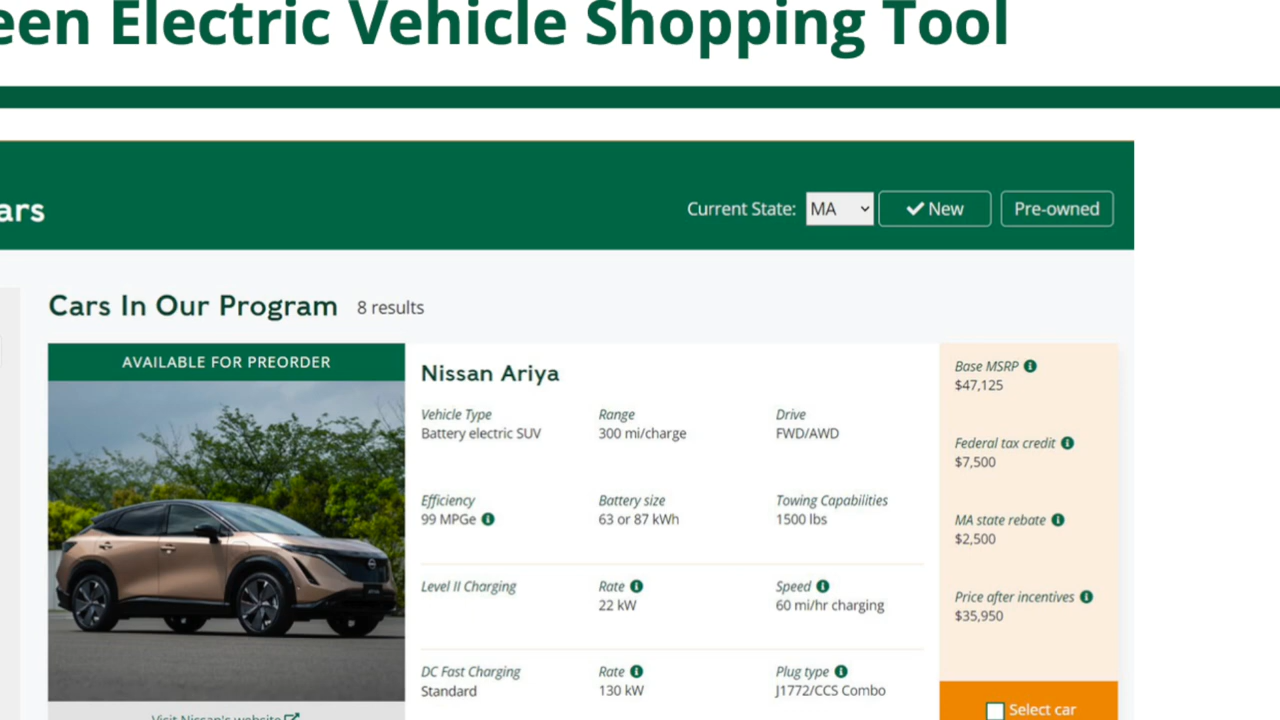 een Electric Vehicle Shopping Tool
ars
Current State: MA New Pre-owned
Cars In Our Program 8 results
AVAILABLE FOR PREORDER
Nissan Ariya
Vehicle Type Range Drive
Battery electric SUV 300 mi/charge FWD/AWD
Efficiency Battery size Towing Capabilities
99 MPGe 63 or 87 kWh 1500 lbs
Level II Charging Rate Speed
22 kW 60 mi/hr charging
DC Fast Charging Rate Plug type
Standard 130 kW J1772/CCS Combo
Base MSRP
$47,125
Federal tax credit
$7,500
MA state rebate
$2,500
Price after incentives
$35,950
Select car
Visit Nissan's website